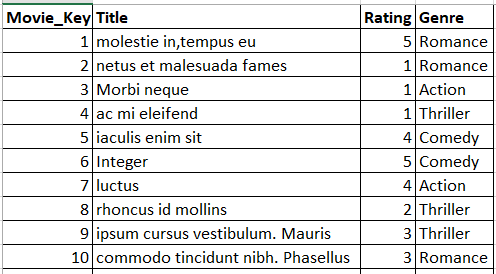 Movie_Key Title Rating Genre
1 molestie in,tempus eu 5 Romance
2 netus et malesuada fames 1 Romance
3 Morbi neque 1 Action
4 ac mi eleifend 1 Thriller
5 iaculis enim sit 4 Comedy
6 Integer 5 Comedy
7 luctus 4 Action
8 rhoncus id mollins 2 Thriller
9 ipsum cursus vestibulum. Mauris 3 Thriller
10 commodo tincidunt nibh. Phasellus 3 Romance